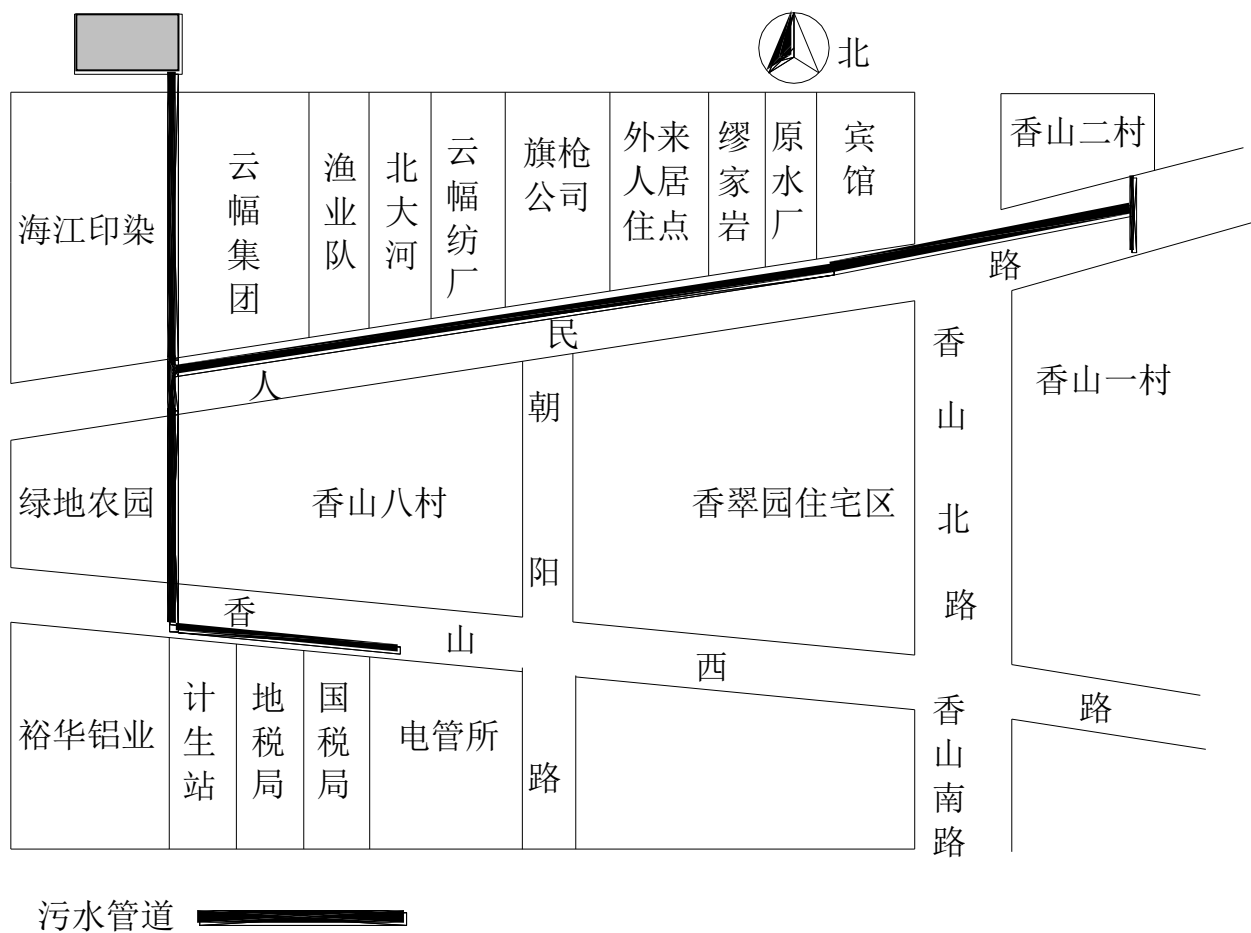 北
海江印染
云幅集团
渔业队
北大河
云幅纺厂
旗枪
公司
外来
人居
住点
缪家岩
原水厂
宾馆
香山二村
人民路
绿地农园
香山八村
朝阳路
香翠园住宅区
香山北路
香山一村
香山西路
裕华铝业
计生站
地税局
国税局
电管所
香山南路
污水管道